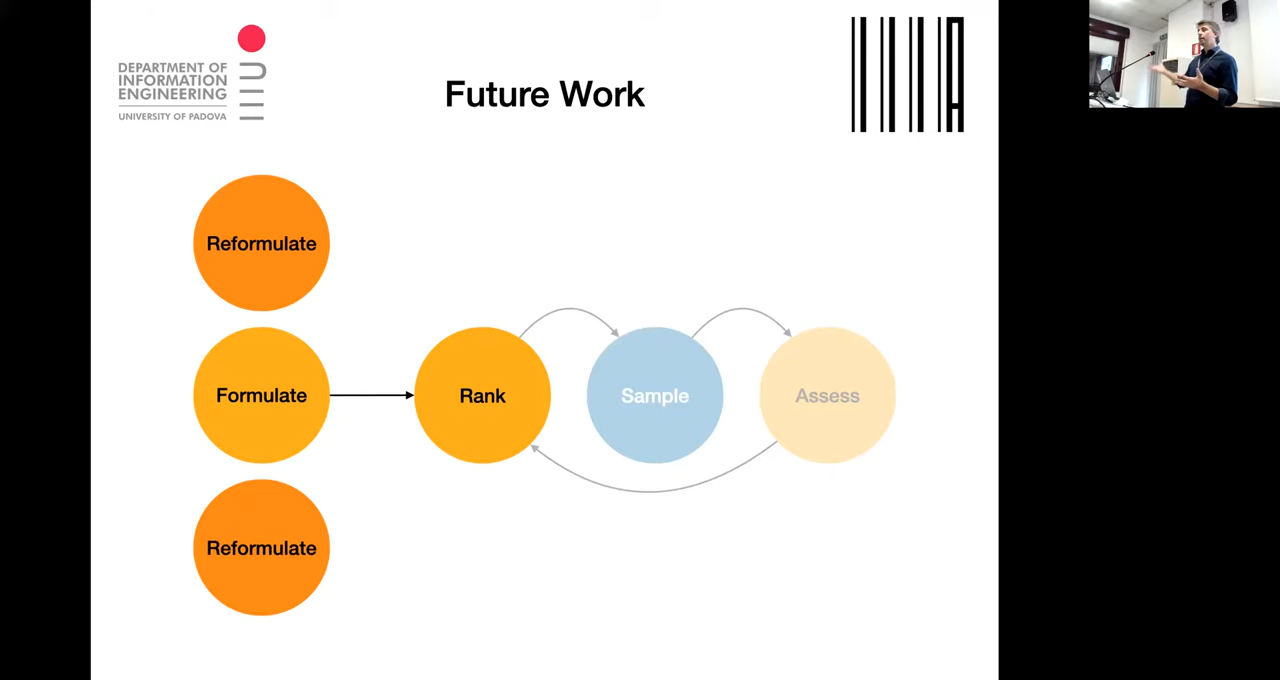 DEPARTMENT OF
INFORMATION
ENGINEERING
UNIVERSITY OF PADOVA
Future Work
Reformulate
Formulate
Rank
Sample
Assess
Reformulate